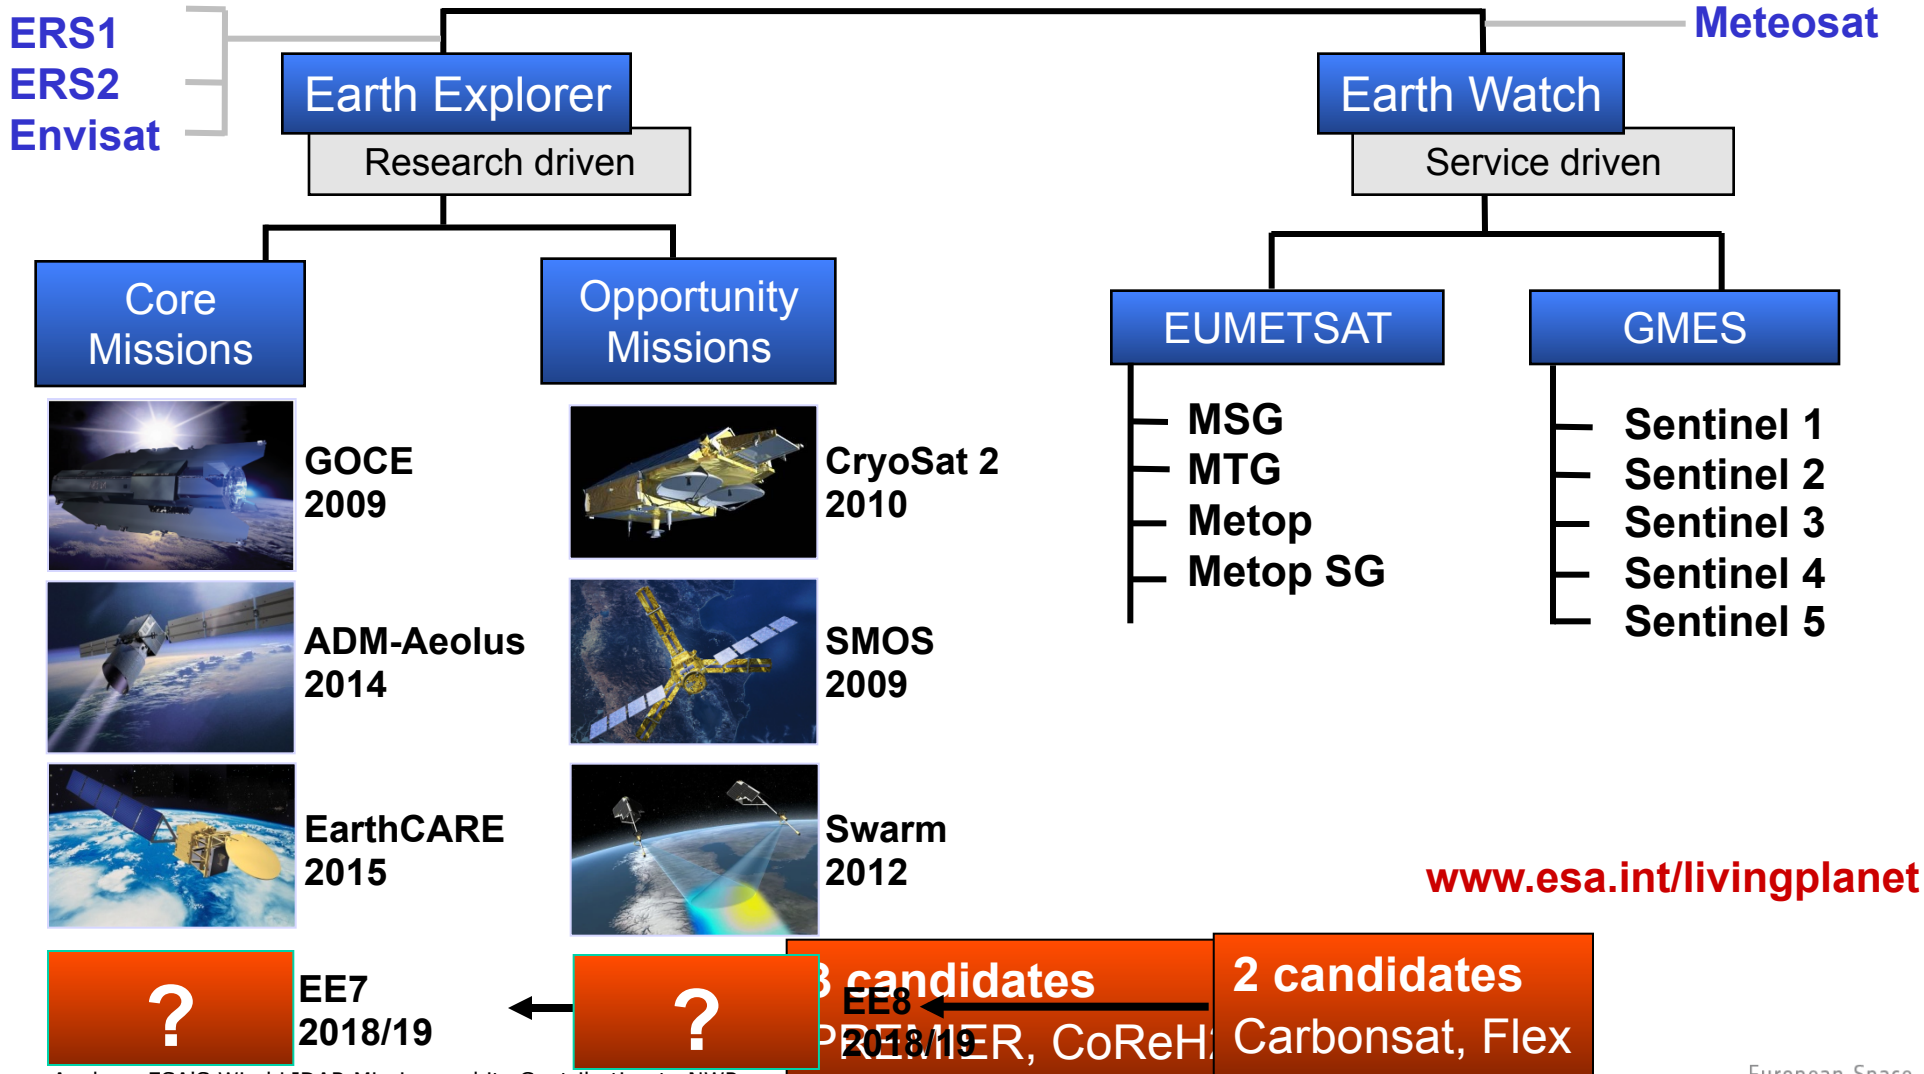 ERS1
ERS2
Envisat
Meteosat
Earth Explorer
Research driven
Earth Watch
Service driven
Core
Missions
Opportunity
Missions
EUMETSAT
GMES
GOCE
2009
ADM-Aeolus
2014
EarthCARE
2015
CryoSat 2
2010
SMOS
2009
Swarm
2012
MSG
MTG
Metop
Metop SG
Sentinel 1
Sentinel 2
Sentinel 3
Sentinel 4
Sentinel 5
www.esa.int/livingplanet
?
EE7
2018/19
?
EE8
2018/19
candidates
PREMIER, CoReH
2 candidates
Carbonsat, Flex